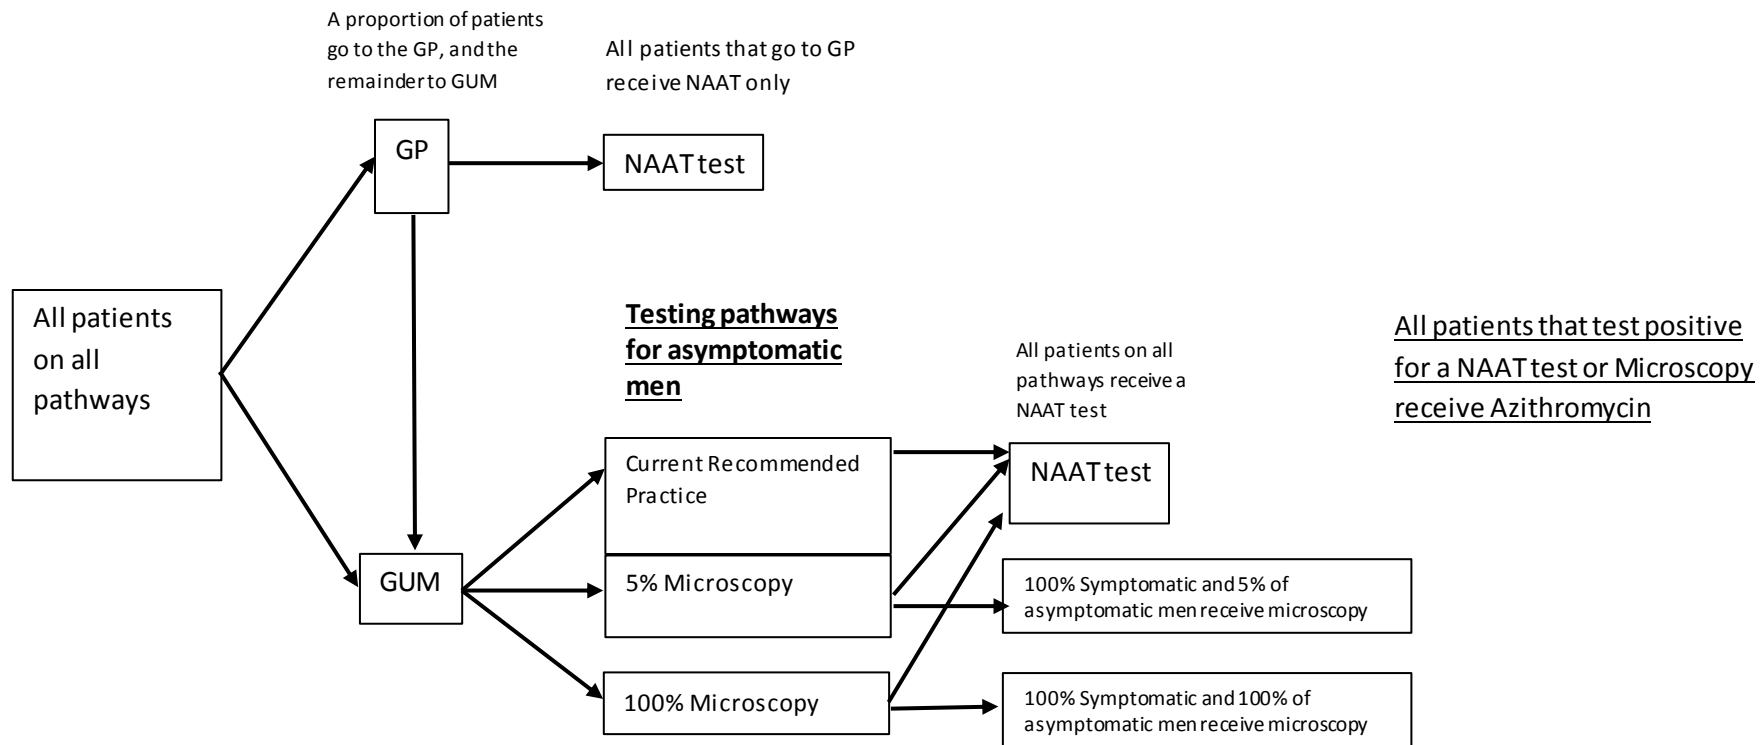 A proportion of patients
go to the GP, and the
remainder to GUM
All patients that go to GP
receive NAAT only
GP
NAAT test
All patients
on all
pathways
Testing pathways
for asymptomatic
men
All patients on all
pathways receive a
NAAT test
All patients that test positive
for a NAAT test or Microscopy
receive Azithromycin
Current Recommended
Practice
NAAT test
GUM
5% Microscopy
100% Symptomatic and 5% of
asymptomatic men receive microscopy
100% Microscopy
100% Symptomatic and 100% of
asymptomatic men receive microscopy